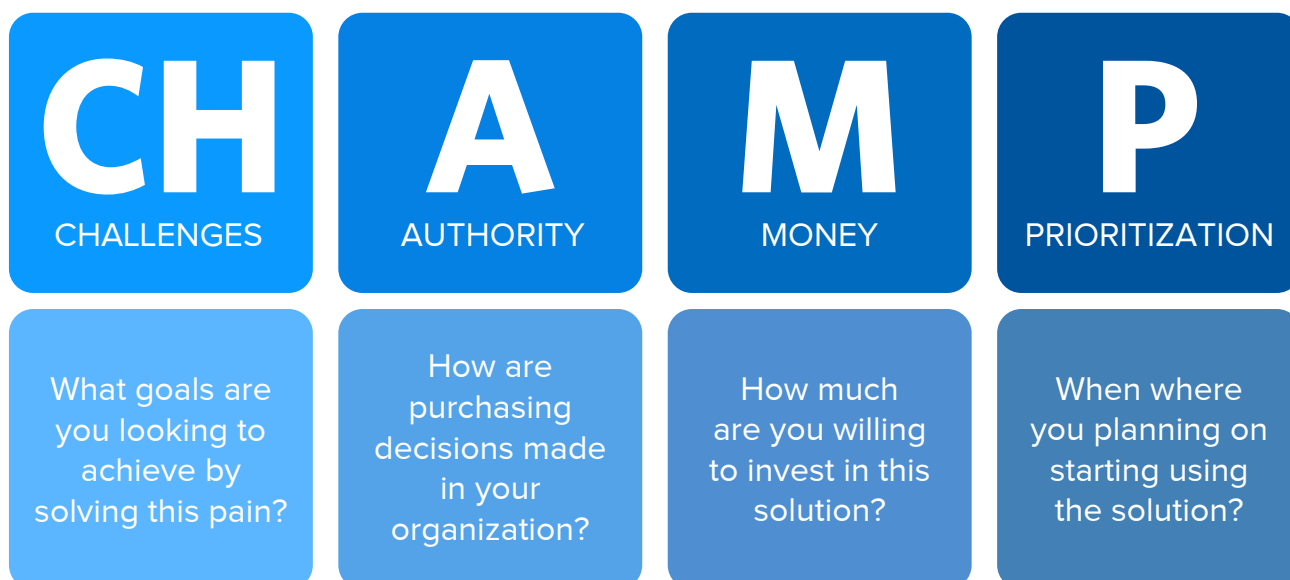 CH
CHALLENGES
A
AUTHORITY
M
MONEY
P
PRIORITIZATION
What goals are
you looking to
achieve by
solving this pain?
How are
purchasing
decisions made
in your
organization?
How much
are you willing
to invest in this
solution?
When where
you planning on
starting using
the solution?